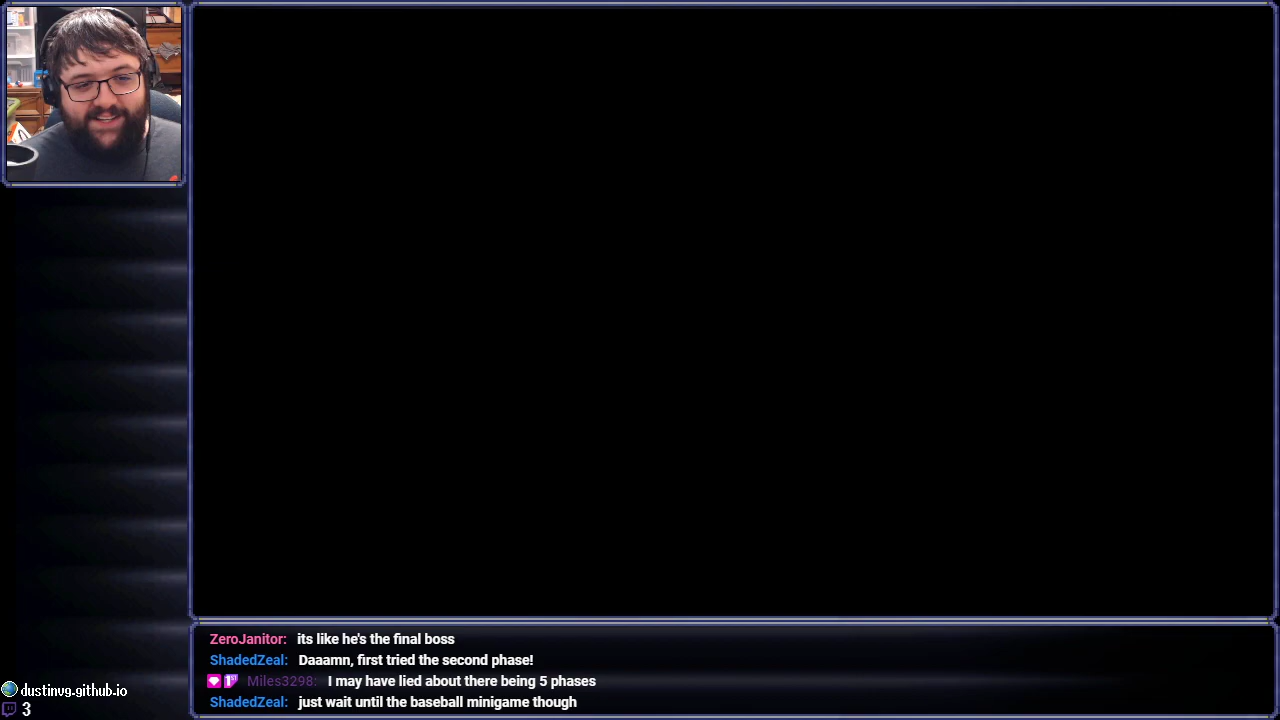 ZeroJanitor: its like he's the final boss
ShadedZeal: Daaamn, first tried the second phase!
1ST Miles3298: I may have lied about there being 5 phases
dustinvg.github.io
ShadedZeal: just wait until the baseball minigame though
3